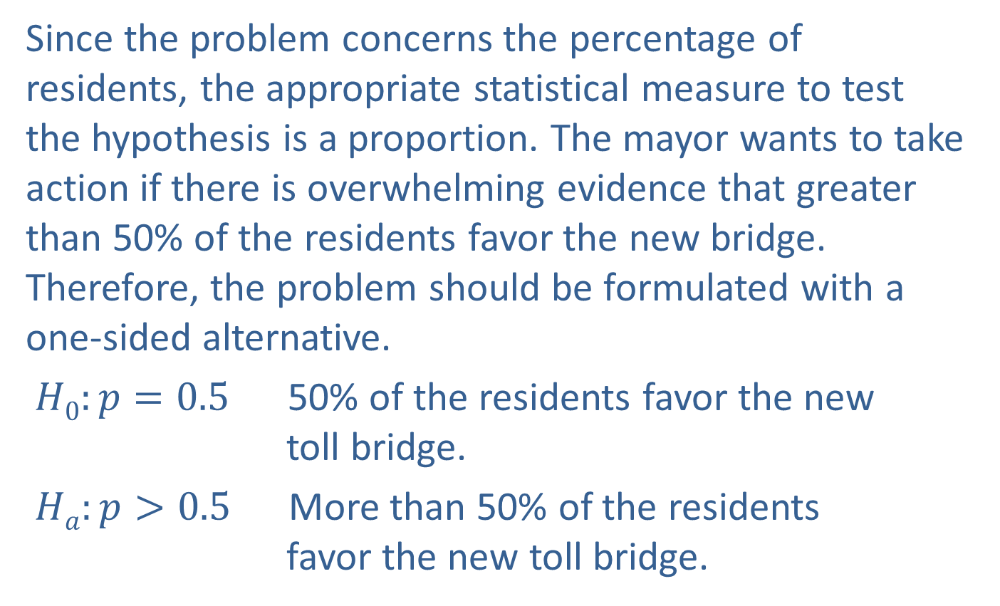 Since the problem concerns the percentage of
residents, the appropriate statistical measure to test
the hypothesis is a proportion. The mayor wants to take
action if there is overwhelming evidence that greater
than 50% of the residents favor the new bridge.
Therefore, the problem should be formulated with a
one-sided alternative.
H₀: p = 0.5 50% of the residents favor the new
toll bridge.
Hₐ: p > 0.5 More than 50% of the residents
favor the new toll bridge.